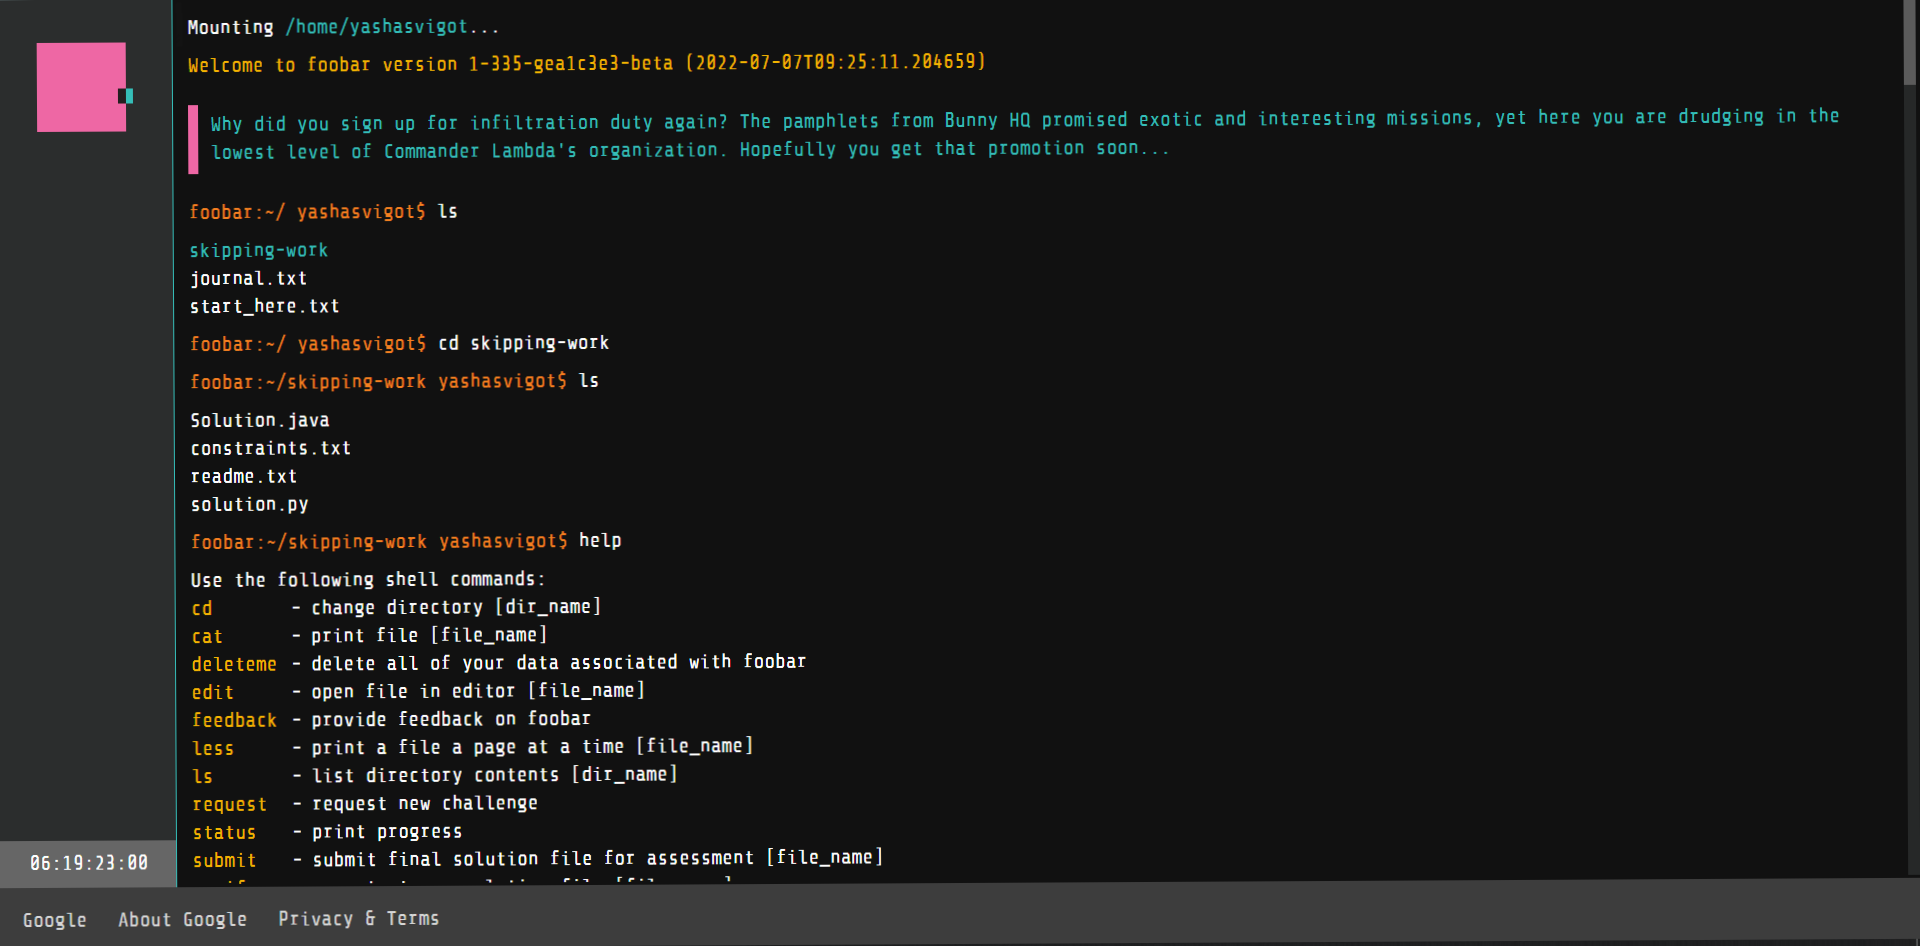 Mounting /home/yashasvigot...
Welcome to foobar version 1-335-gea1c3e3-beta (2022-07-07T09:25:11.204659)
Why did you sign up for infiltration duty again? The pamphlets from Bunny HQ promised exotic and interesting missions, yet here you are drudging in the
lowest level of Commander Lambda's organization. Hopefully you get that promotion soon...
foobar:~/ yashasvigot$ ls
skipping-work
journal.txt
start_here.txt
foobar:~/ yashasvigot$ cd skipping-work
foobar:~/skipping-work yashasvigot$ ls
Solution.java
constraints.txt
readme.txt
solution.py
foobar:~/skipping-work yashasvigot$ help
Use the following shell commands:
cd - change directory [dir_name]
cat - print file [file_name]
deleteme - delete all of your data associated with foobar
edit - open file in editor [file_name]
feedback - provide feedback on foobar
less - print a file a page at a time [file_name]
ls - list directory contents [dir_name]
request - request new challenge
status - print progress
submit - submit final solution file for assessment [file_name]
06:19:23:00
Google About Google Privacy & Terms